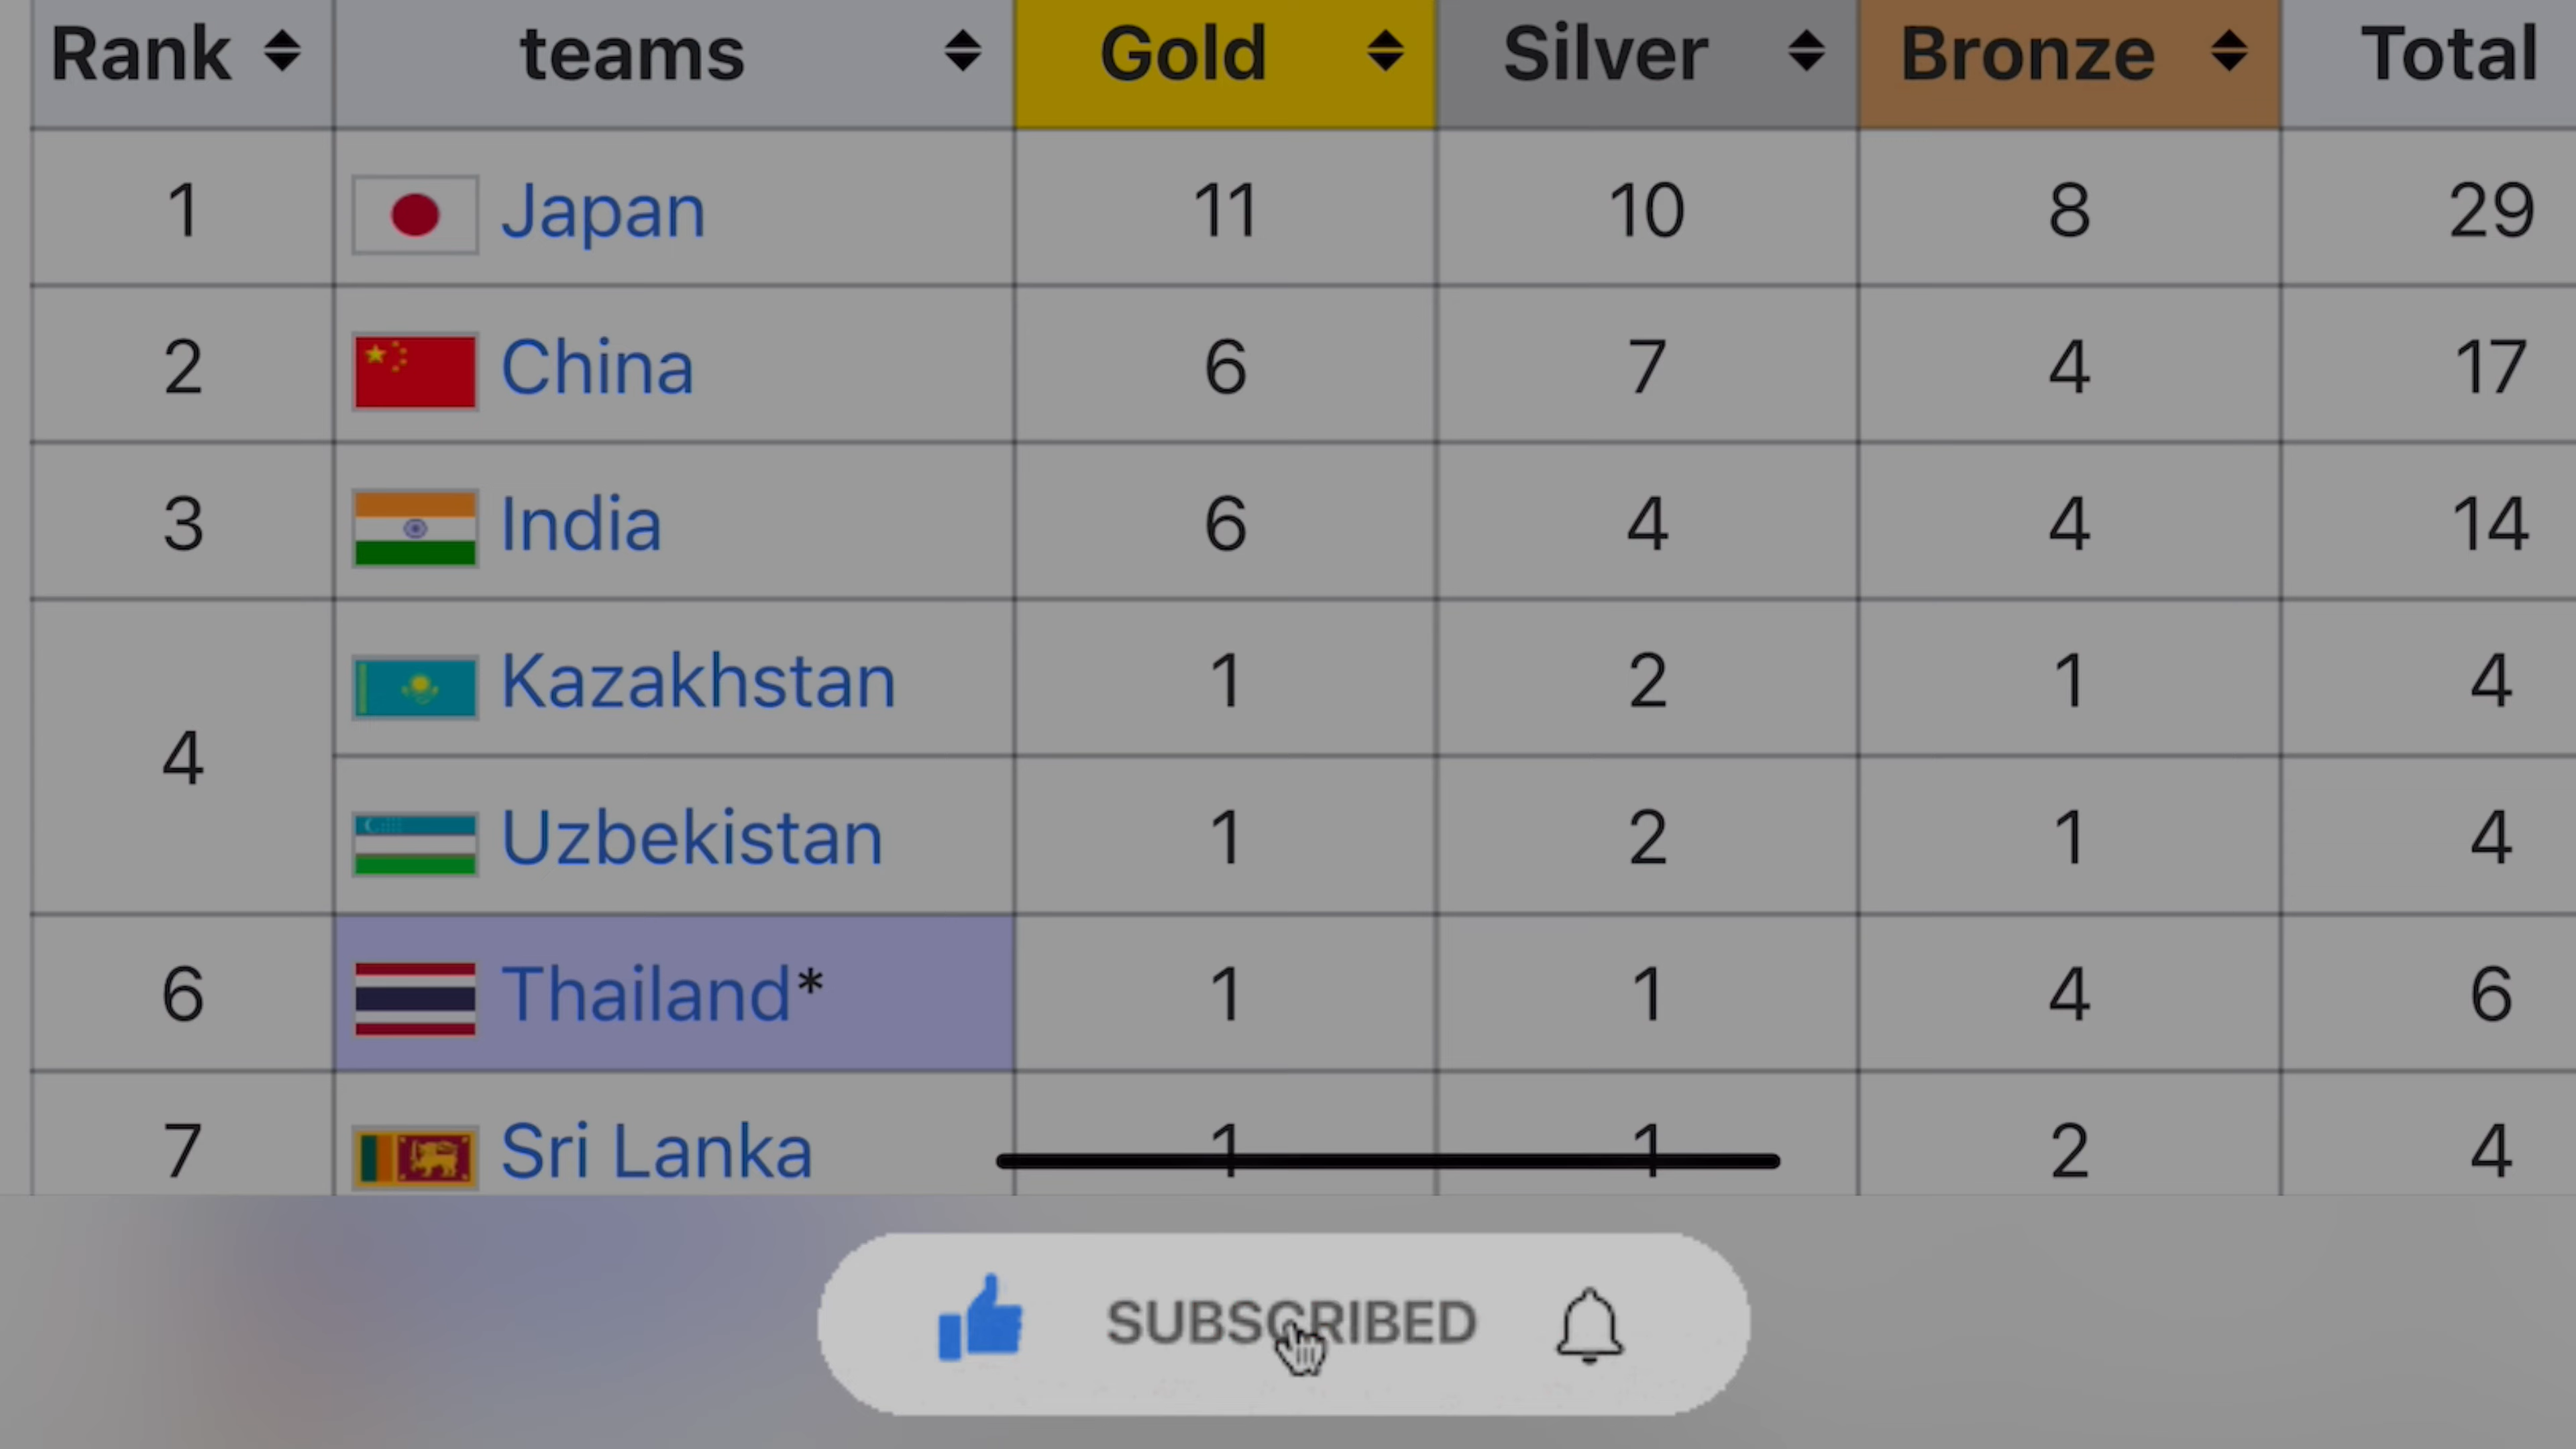 Rank teams Gold Silver Bronze Total
1 Japan 11 10 8 29
2 China 6 7 4 17
3 India 6 4 4 14
4 Kazakhstan 1 2 1 4
Uzbekistan 1 2 1 4
6 Thailand* 1 1 4 6
7 Sri Lanka 1 1 2 4
SUBSCRIBED